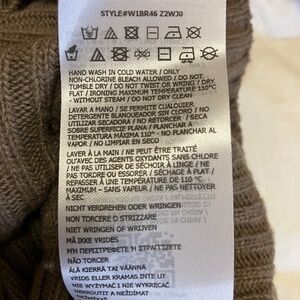 STYLE#W1BR46 Z2WJ0
HAND WASH IN COLD WATER / ONLY
NON-CHLORINE BLEACH ALLOWED / DO NOT
TUMBLE DRY / DO NOT TWIST OR WRING / DRY
FLAT / IRONING MAXIMUM TEMPERATURE 110°C
- WITHOUT STEAM / DO NOT DRY CLEAN
LAVAR A MANO / SE PERMITE CUALQUIER
DETERGENTE BLANQUEADOR SIN CLORO / NO
UTILIZAR SECADORA / NO RETORCER / SECA
SOBRE SUPERFICIE PLANA / PLANCHAR A
TEMPERATURA MÁXIMA 110°- NO PLANCHAR AL
VAPOR / NO LIMPIAR EN SECO
LAVER À LA MAIN / NE PEUT ÊTRE TRAITÉ
QU'AVEC DES AGENTS OXYDANTS SANS CHLORE
/ NE PAS UTILISER DE SÉCHOIR À LINGE / NE
PAS TORDRE OU ESSORER / SÉCHAGE À PLAT /
REPASSER À UNE TEMPÉRATURE DE 110 °C
MAXIMUM – SANS VAPEUR / NE PAS NETTOYER
À SEC
NICHT VERDREHEN ODER WRINGEN
NON TORCERE O STRIZZARE
NIET WRINGEN OF WRIJVEN
MÅ IKKE VRIDES
ΜΗ ΠΕΡΙΣΤΡΕΦΕΤΕ Ή ΣΤΡΑΓΓΙΖΕΤΕ
NÃO TORCER
ÄLÄ KIERRÄ TAI VÄÄNNÄ
VRIDS ELLER KRAMAS INTE UT
NIE WYŻYMAĆ I NIE WYKRĘCAĆ
NEKROUTIT A NEŽDÍMAT